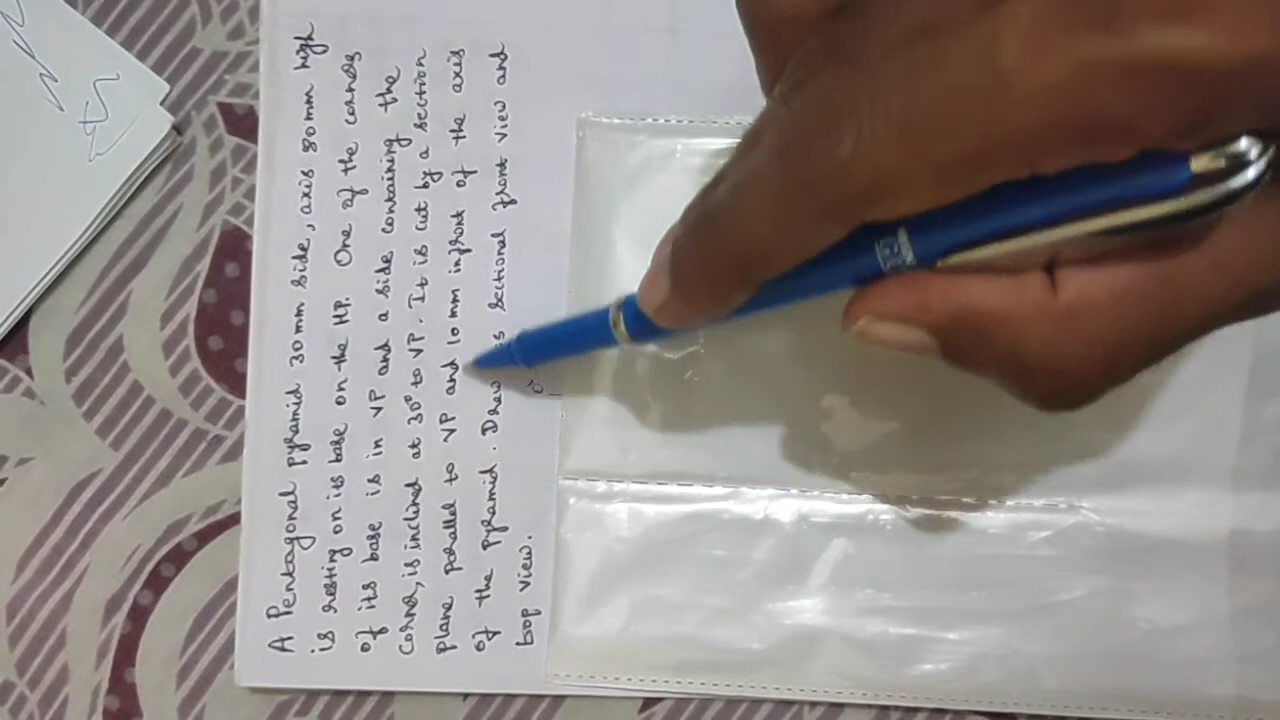 A Pentagonal pyramid 30mm side, axis 80mm high
is resting on its base on the HP. One of the corners
of its base is in VP and a side containing the
corner, is inclined at 30° to VP. It is cut by a section
plane parallel to VP and 10mm infront of the axis
of the pyramid. Draw its sectional front view and
top view.